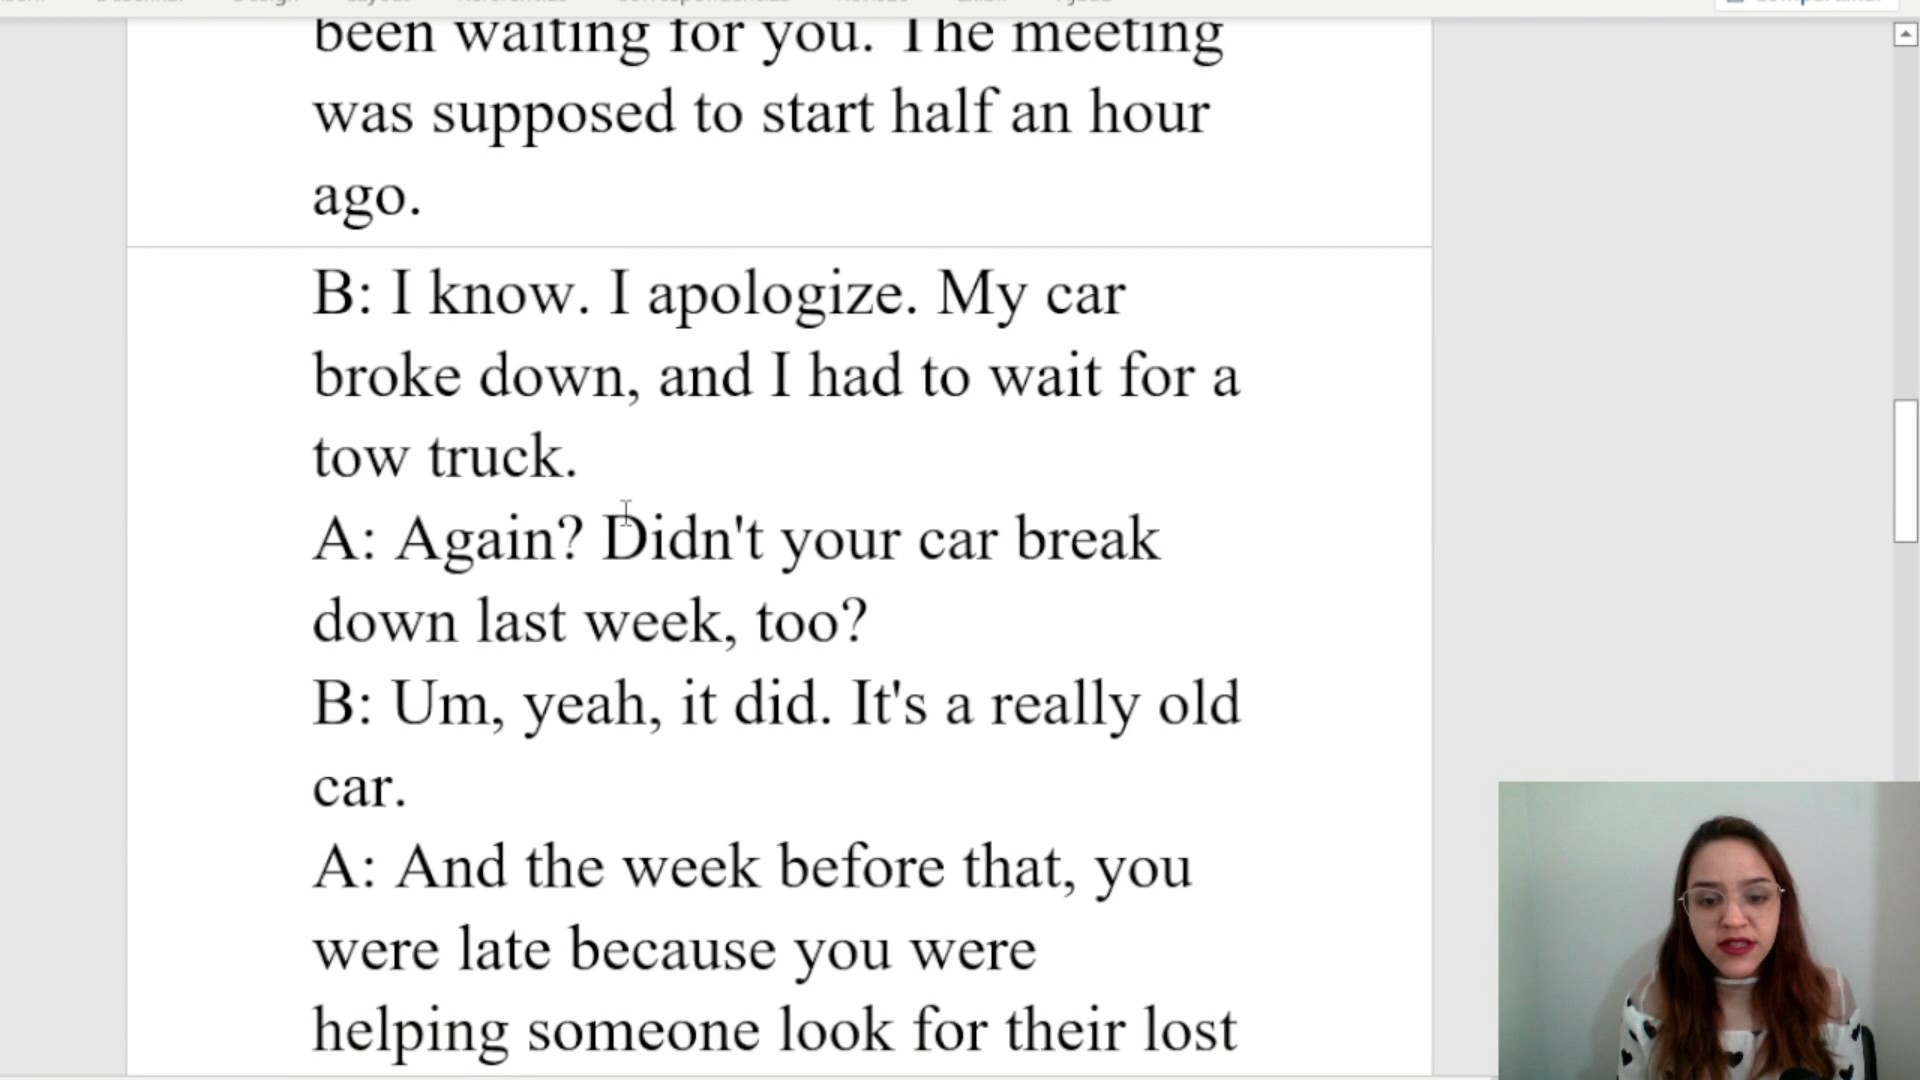 Design
been waiting for you. The meeting
was supposed to start half an hour
ago.
B: I know. I apologize. My car
broke down, and I had to wait for a
tow truck.
A: Again? Didn't your car break
down last week, too?
B: Um, yeah, it did. It's a really old
car.
A: And the week before that, you
were late because you were
helping someone look for their lost